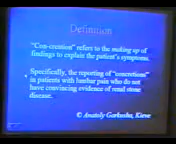 Definition
"Con-cretion" refers to the making up of
findings to explain the patient's symptoms.
Specifically, the reporting of "concretions"
in patients with lumbar pain who do not
have convincing evidence of renal stone
disease.
© Anatoly Garkusha, Kieve